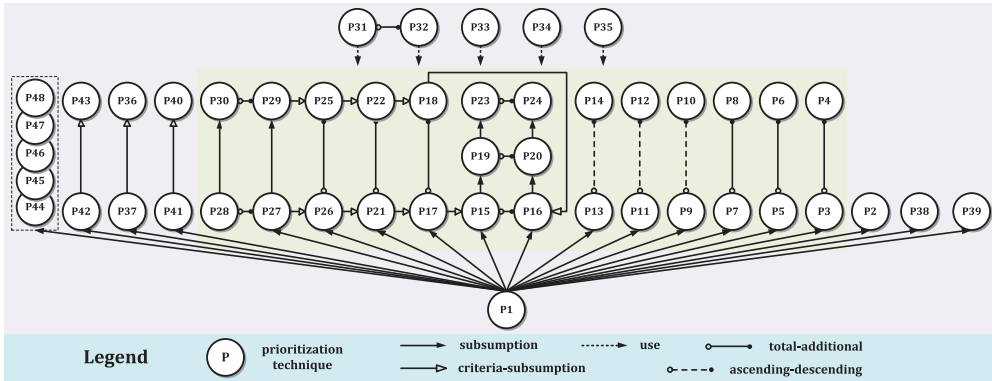 P31 P32 P33 P34 P35
P48 P43 P36 P40 P30 P29 P25 P22 P18 P23 P24 P14 P12 P10 P8 P6 P4
P47
P46 P19 P20
P45
P44 P42 P37 P41 P28 P27 P26 P21 P17 P15 P16 P13 P11 P9 P7 P5 P3 P2 P38 P39
P1
Legend P prioritization technique subsumption use total-additional
criteria-subsumption ascending-descending